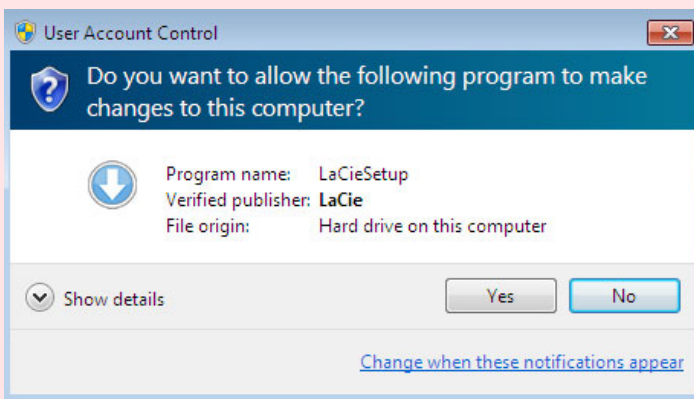 User Account Control
Do you want to allow the following program to make
changes to this computer?
Program name: LaCieSetup
Verified publisher: LaCie
File origin: Hard drive on this computer
Show details
Yes
No
Change when these notifications appear